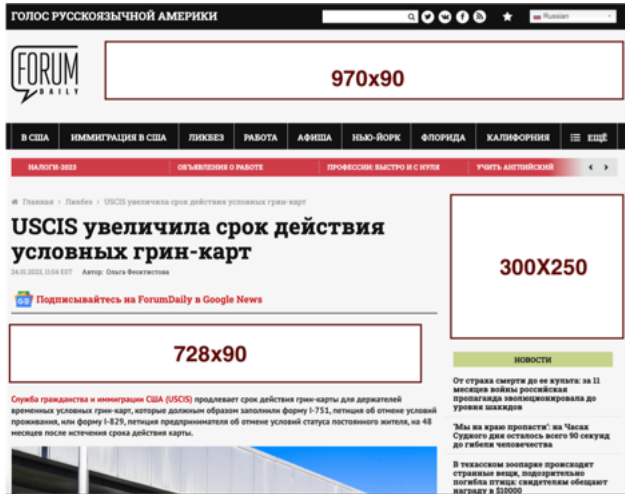 ГОЛОС РУССКОЯЗЫЧНОЙ АМЕРИКИ
Russian
FORUM
DAILY
970x90
В США ИММИГРАЦИЯ В США ЛИКБЕЗ РАБОТА АФИША НЬЮ-ЙОРК ФЛОРИДА КАЛИФОРНИЯ ЕЩЁ
НАЛОГИ-2023 ОБЪЯВЛЕНИЯ О РАБОТЕ ПРОФЕССИИ: БЫСТРО И С НУЛЯ УЧИТЬ АНГЛИЙСКИЙ
Главная › Ликбез › USCIS увеличила срок действия условных грин-карт
USCIS увеличила срок действия
условных грин-карт
24.01.2023, 11:04 EST Автор: Ольга Феоктистова
Подписывайтесь на ForumDaily в Google News
728x90
Служба гражданства и иммиграции США (USCIS) продлевает срок действия грин-карты для держателей
временных условных грин-карт, которые должным образом заполнили форму I-751, петиция об отмене условий
проживания, или форму I-829, петиция предпринимателя об отмене условий статуса постоянного жителя, на 48
месяцев после истечения срока действия карты.
300X250
НОВОСТИ
От страха смерти до ее культа: за 11
месяцев войны российская
пропаганда эволюционировала до
уровня шахидов
'Мы на краю пропасти': на Часах
Судного дня осталось всего 90 секунд
до гибели человечества
В техасском зоопарке происходят
странные вещи, подозрительно
погибла птица: свидетелям обещают
награду в $10000